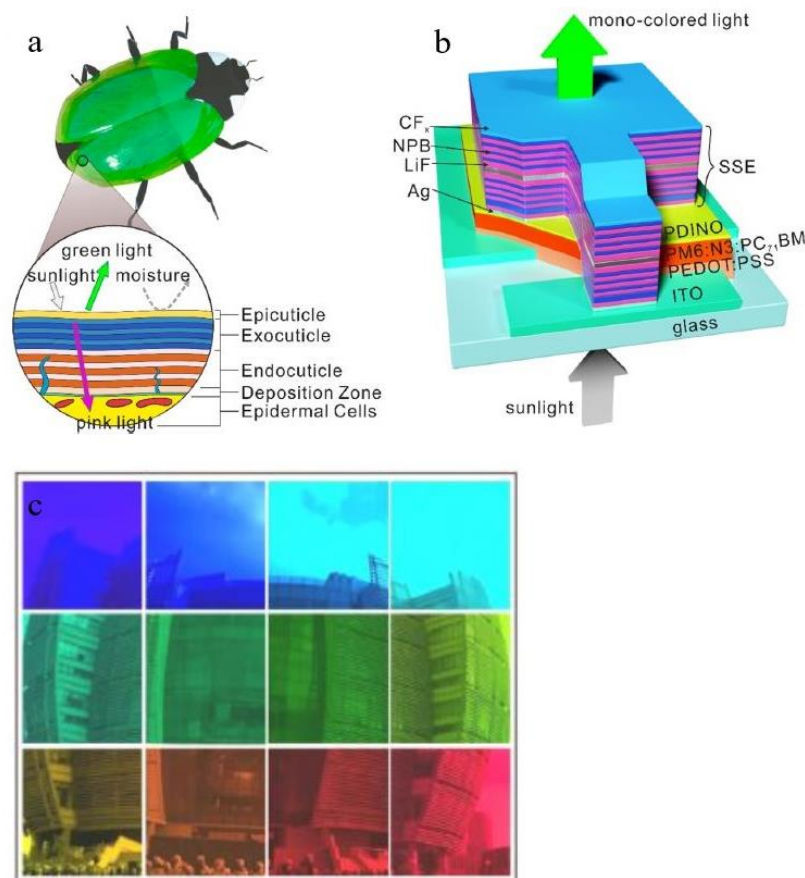 a
green light
sunlight moisture
Epicuticle
Exocuticle
Endocuticle
Deposition Zone
Epidermal Cells
pink light
b
mono-colored light
CFx
NPB
LiF
Ag
SSE
PDINO
PM6:N3:PC71BM
PEDOT:PSS
ITO
glass
sunlight
c